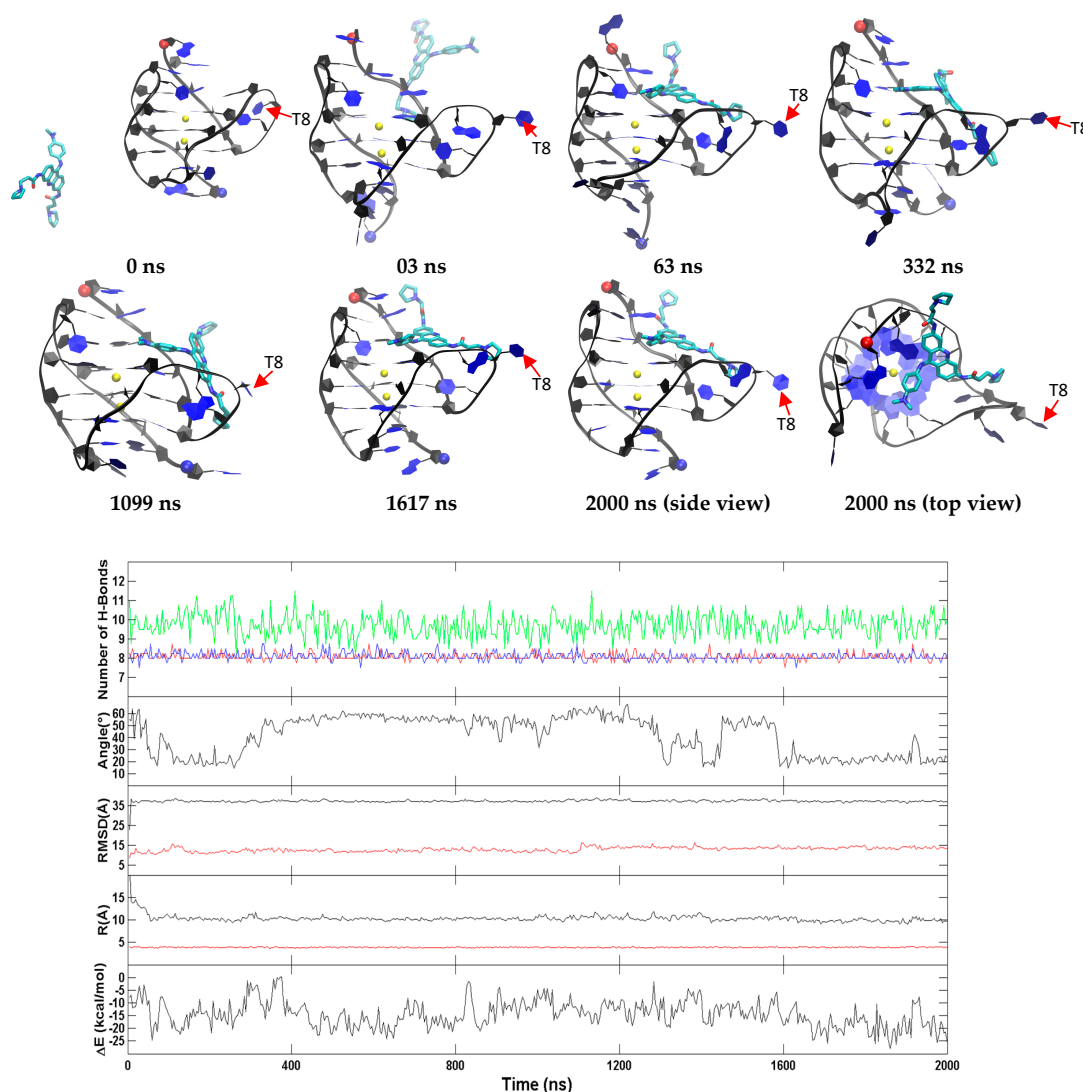 T8
T8
T8
T8
0 ns
03 ns
63 ns
332 ns
T8
T8
T8
T8
1099 ns
1617 ns
2000 ns (side view)
2000 ns (top view)
Number of H-Bonds
12
11
10
9
8
7
Angle(°)
60
50
40
30
20
10
RMSD(A)
35
25
15
5
R(A)
15
10
5
ΔE (kcal/mol)
0
-5
-10
-15
-20
-25
0
400
800
1200
1600
2000
Time (ns)